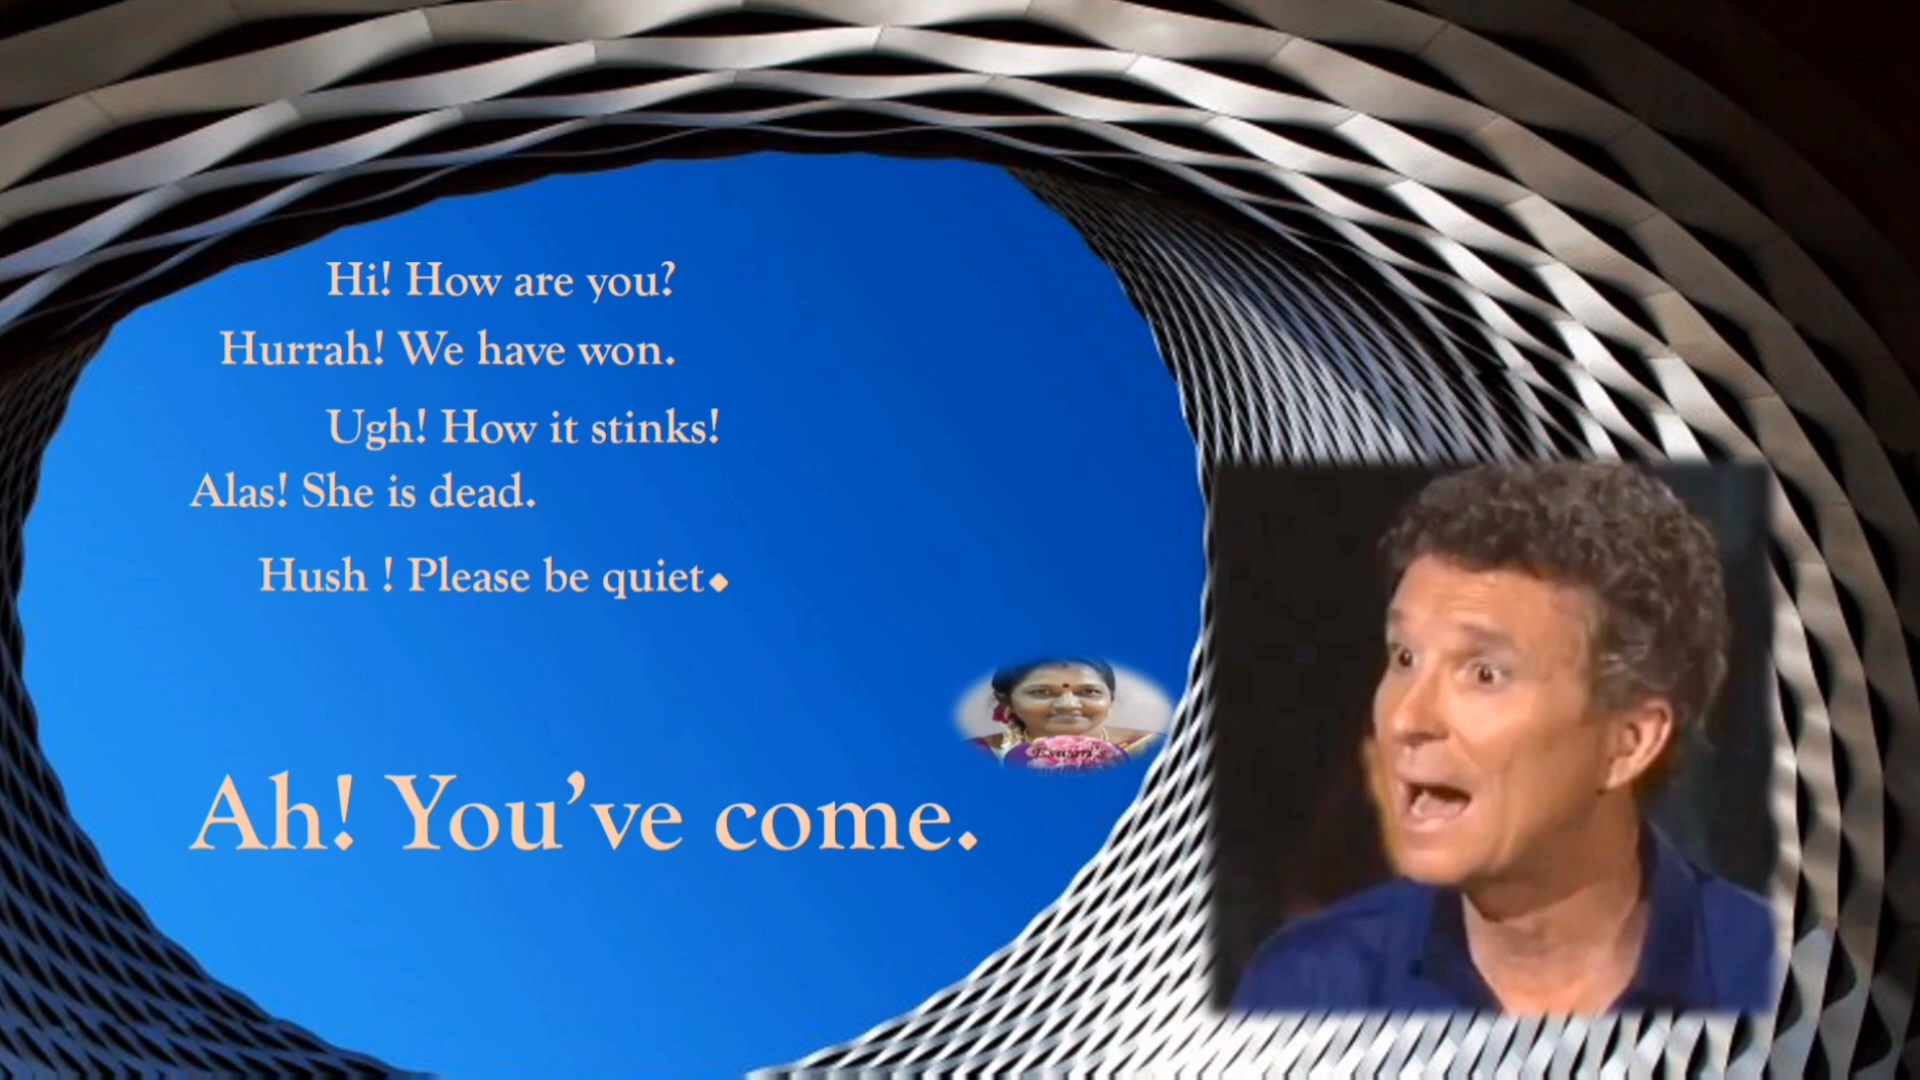 Hi! How are you?
Hurrah! We have won.
Ugh! How it stinks!
Alas! She is dead.
Hush ! Please be quiet.
Ah! You've come.